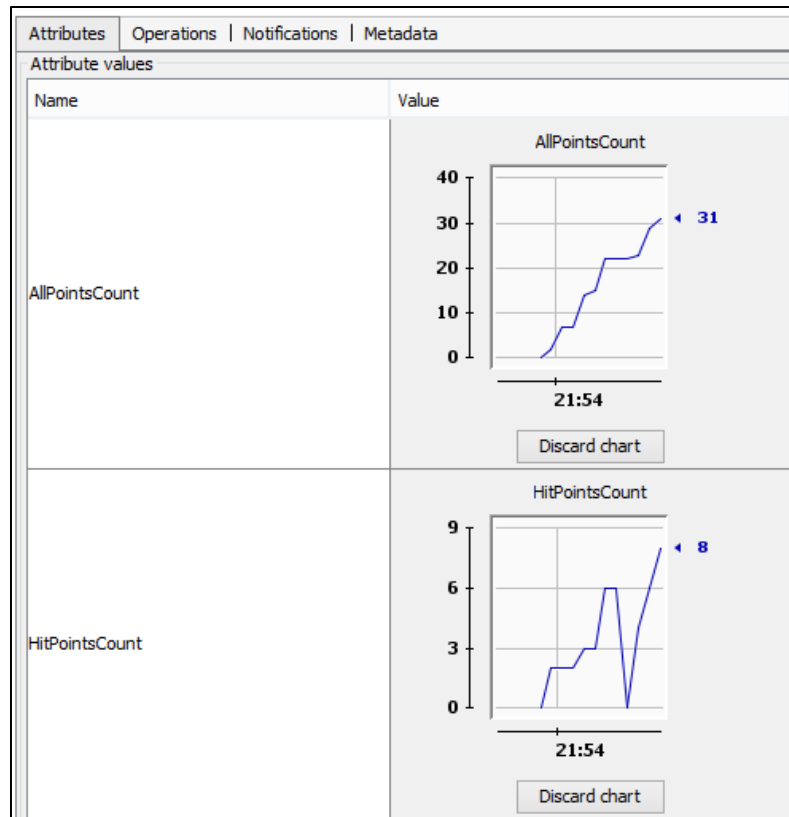 Attributes Operations | Notifications | Metadata
Attribute values
Name Value
AllPointsCount
40
30
20
10
0
31
21:54
AllPointsCount
Discard chart
HitPointsCount
9
6
3
0
8
21:54
HitPointsCount
Discard chart